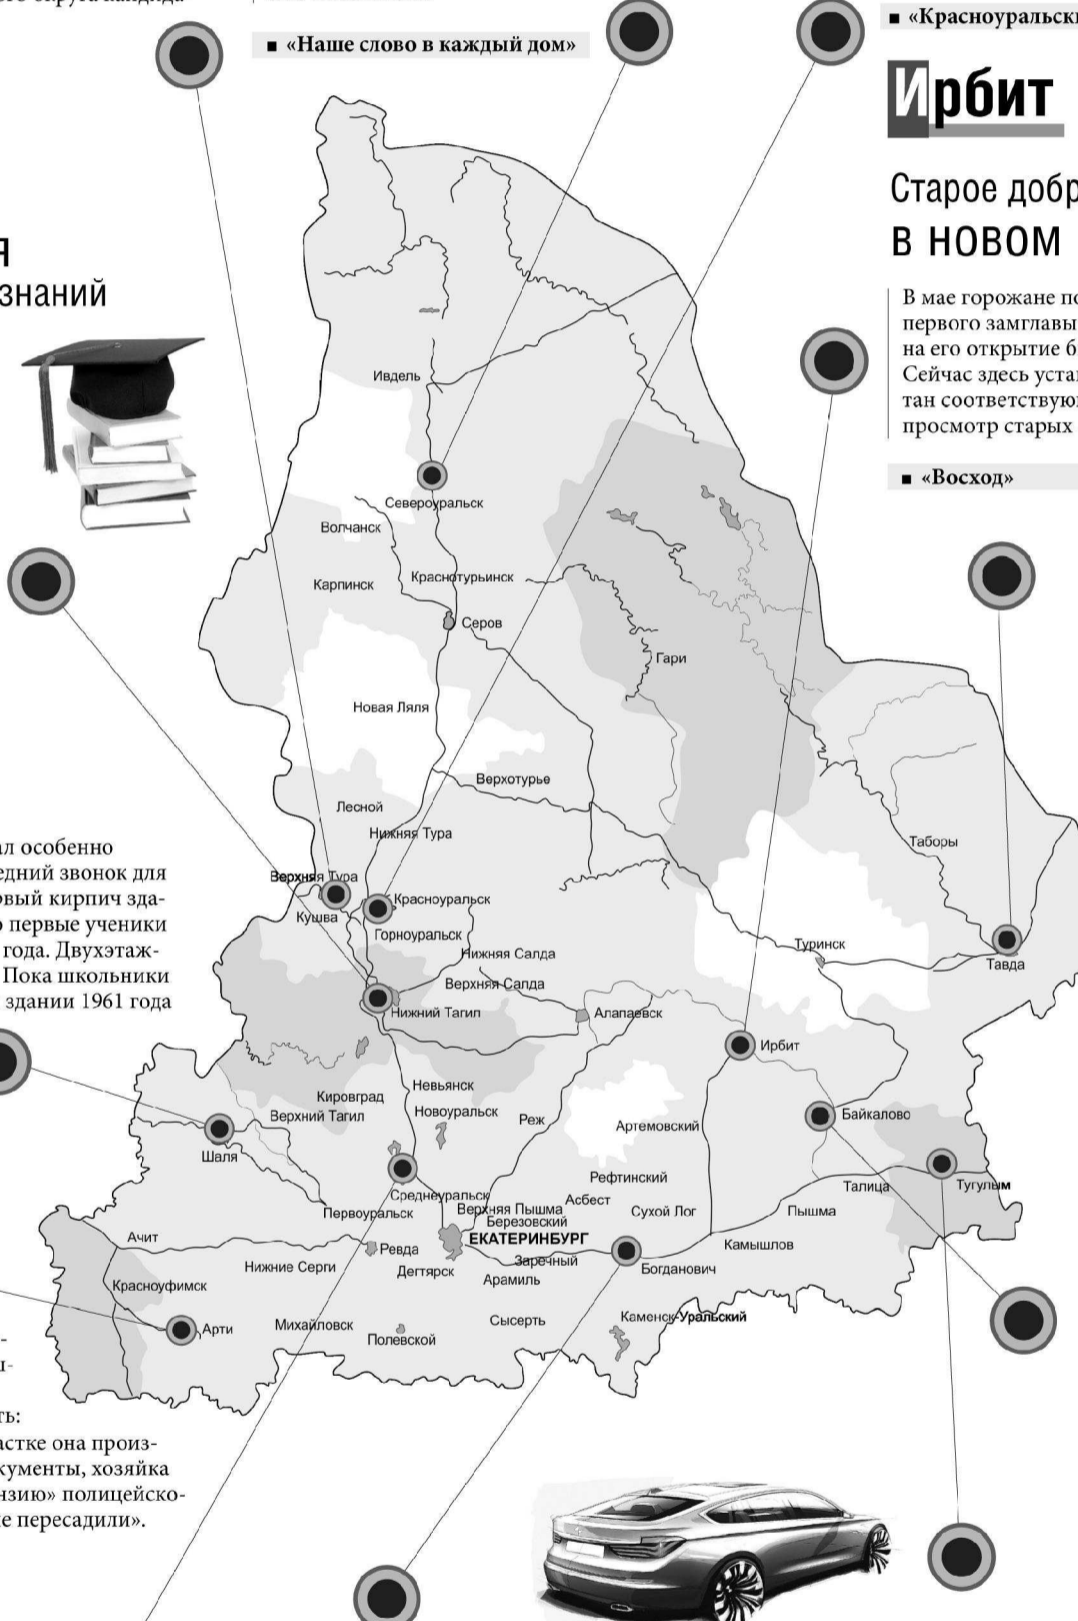 ■ «Наше слово в каждый дом»
знаний
ал особенно
едний звонок для
рвый кирпич зда-
о первые ученики
года. Двухэтаж-
Пока школьники
здании 1961 года
ть:
астке она произ-
кументы, хозяйка
нзию» полицейско-
е пересадили».
Ивдель
Североуральск
Волчанск
Карпинск
Краснотурьинск
Серов
Гари
Новая Ляля
Верхотурье
Лесной
Нижняя Тура
Верхняя Тура
Кушва
Красноуральск
Горноуральск
Нижняя Салда
Верхняя Салда
Нижний Тагил
Алапаевск
Таборы
Туринск
Тавда
Ирбит
Байкалово
Кировград
Верхний Тагил
Невьянск
Новоуральск
Реж
Артемовский
Шаля
Среднеуральск
Первоуральск
Верхняя Пышма
Березовский
ЕКАТЕРИНБУРГ
Рефтинский
Асбест
Сухой Лог
Талица
Тугулым
Пышма
Камышлов
Ачит
Ревда
Дегтярск
Нижние Серги
Заречный
Арамиль
Богданович
Красноуфимск
Арти
Михайловск
Полевской
Сысерть
Каменск-Уральский
■ «Красноуральски
Ирбит
Старое добр
в новом
В мае горожане по
первого замглавы
на его открытие б
Сейчас здесь уста
тан соответствую
просмотр старых
■ «Восход»